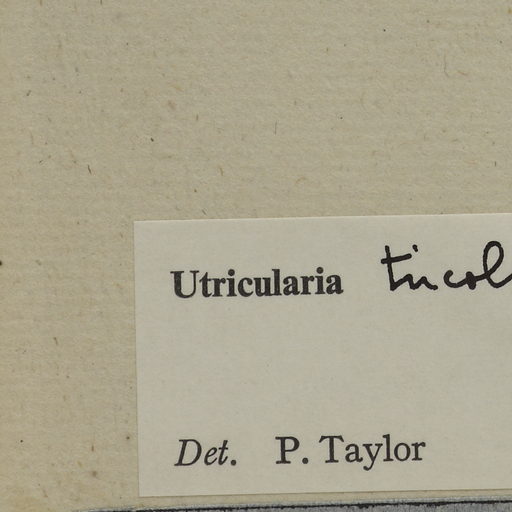 Utricularia tricol
Det. P. Taylor